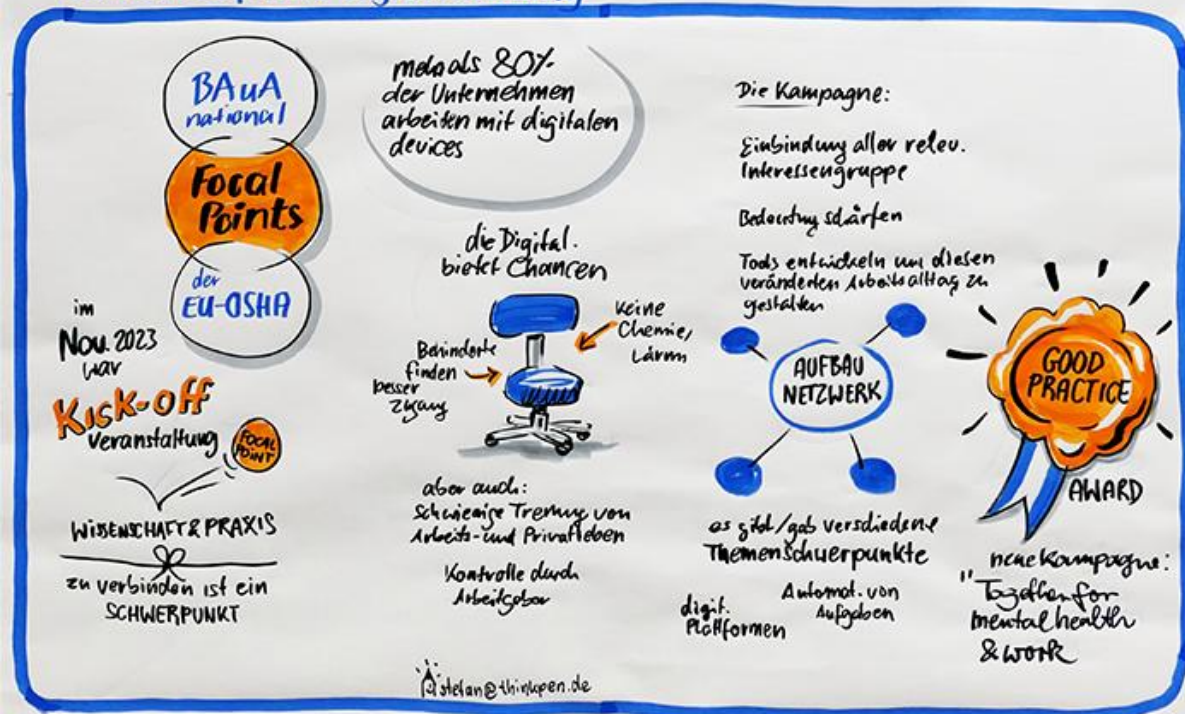 BAuA
national
Focal
Points
der
EU-OSHA
im
Nov. 2023
war
Kick-off
Veranstaltung
FOCAL
POINT
WISSENSCHAFT & PRAXIS
zu verbinden ist ein
SCHWERPUNKT
mehr als 80%
der Unternehmen
arbeiten mit digitalen
devices
die Digital.
bietet Chancen
Keine
Chemie,
Lärm
Behinderte
finden
besser
Zugang
aber auch:
Schwierige Trennung von
Arbeits- und Privatleben
Kontrolle durch
Arbeitgeber
stefan@thinkpen.de
Die Kampagne:
Einbindung aller relev.
Interessengruppe
Bedeutung schärfen
Tools entwickeln um diesen
veränderten Arbeitsalltag zu
gestalten
AUFBAU
NETZWERK
es gibt/gab verschiedene
Themenschwerpunkte
digit.
Plattformen
Automat. von
Aufgaben
GOOD
PRACTICE
AWARD
neue Kampagne:
"Together for
mental health
& work